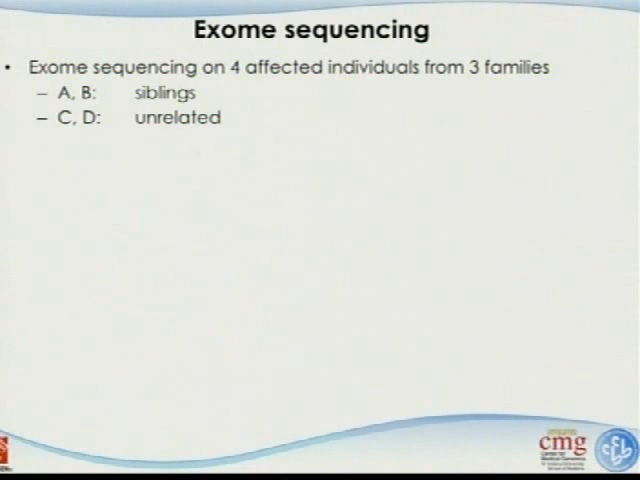 Exome sequencing
• Exome sequencing on 4 affected individuals from 3 families
– A, B: siblings
– C, D: unrelated
cmg